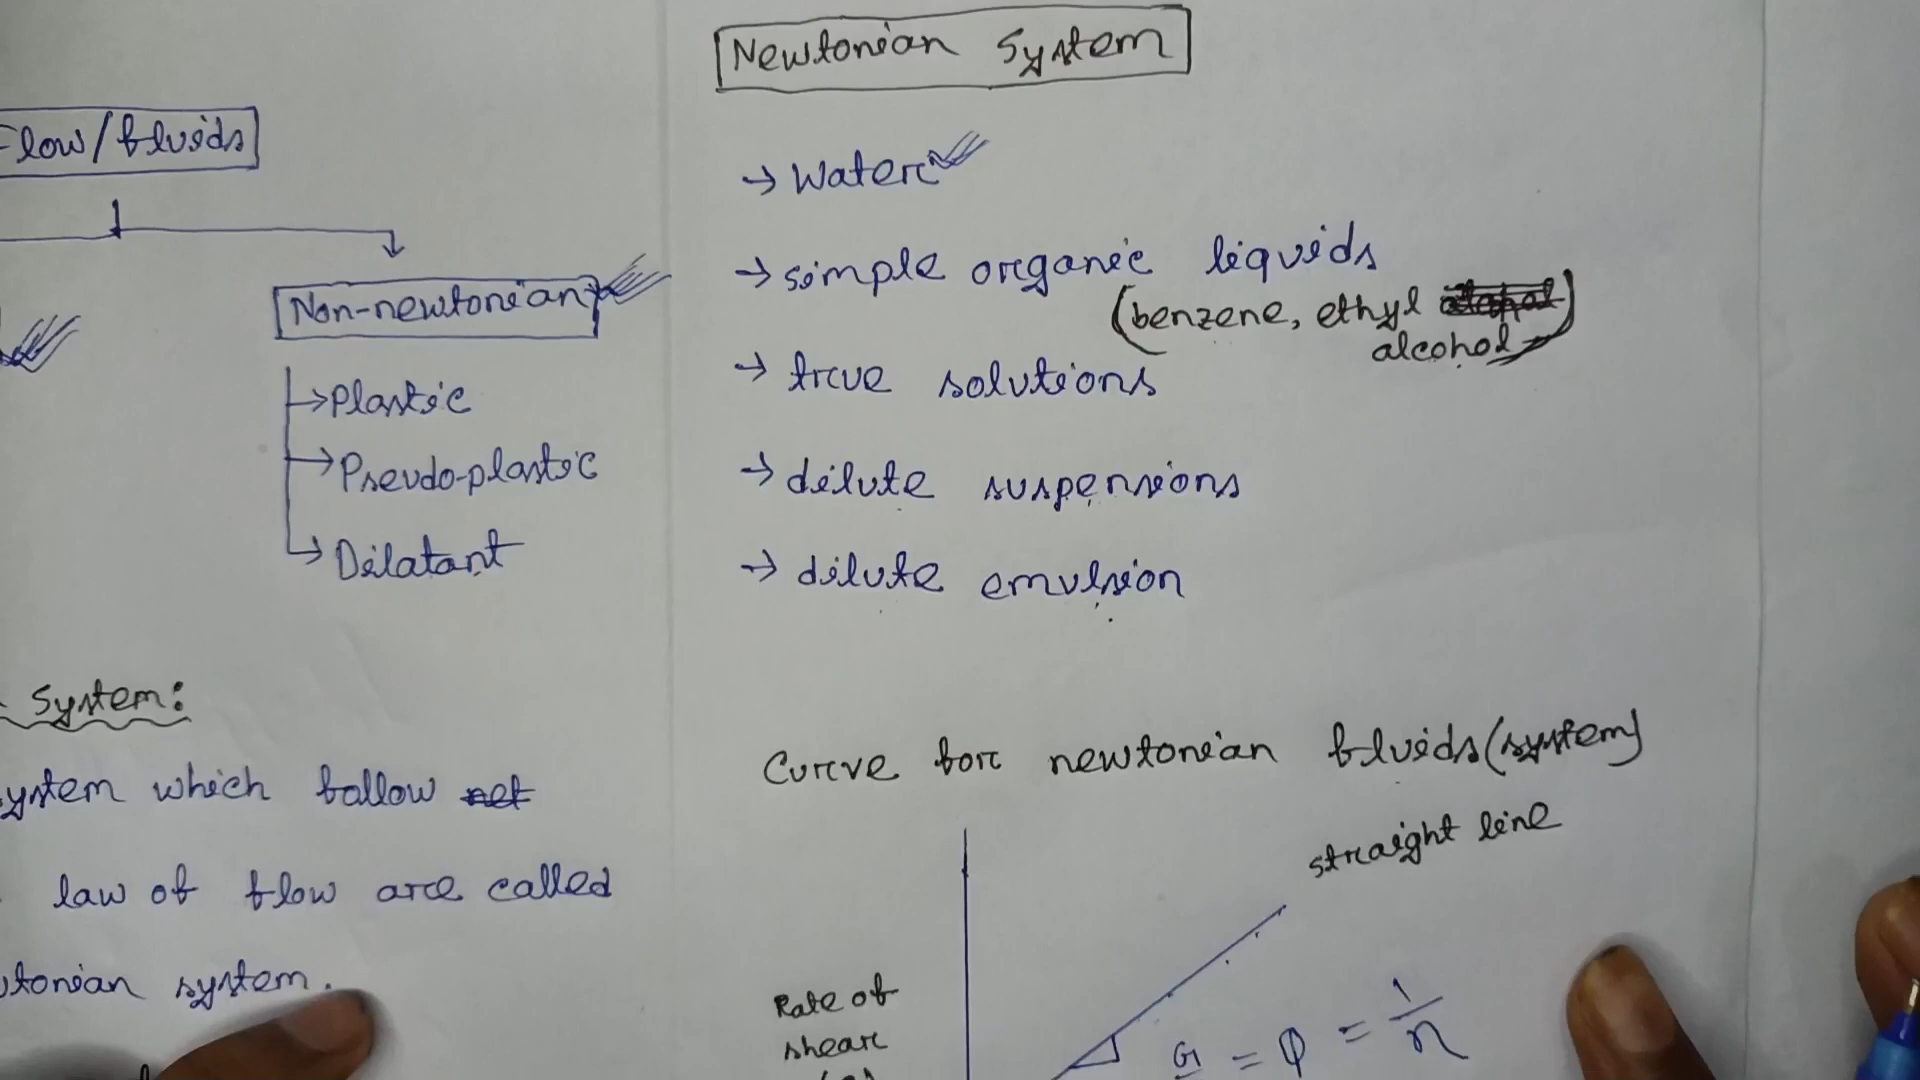 Flow/fluids
Non-newtonian
→Plastic
→Pseudo-plastic
→Dilatant
System:
system which follow
law of flow are called
system.
Newtonian System
→ Water
→ simple organic liquids
(benzene, ethyl
alcohol)
→ true solutions
→ dilute suspensions
→ dilute emulsion
Curve for newtonian fluids (system)
straight line
Rate of
shear
G = φ = 1/η